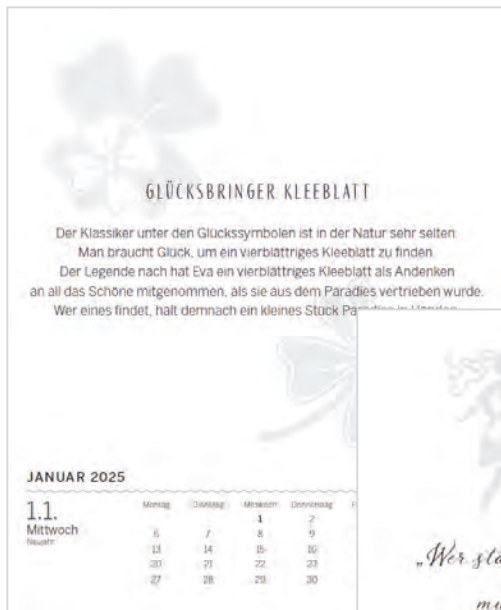 GLÜCKSBRINGER KLEEBLATT
Der Klassiker unter den Glückssymbolen ist in der Natur sehr selten.
Man braucht Glück, um ein vierblättriges Kleeblatt zu finden.
Der Legende nach hat Eva ein vierblättriges Kleeblatt als Andenken
an all das Schöne mitgenommen, als sie aus dem Paradies vertrieben wurde.
Wer eines findet, hält demnach ein kleines Stück
JANUAR 2025
1.1.
Mittwoch
Neujahr
Montag Dienstag Mittwoch Donnerstag
1 2
6 7 8 9
13 14 15 16
20 21 22 23
27 28 29 30
„Wer